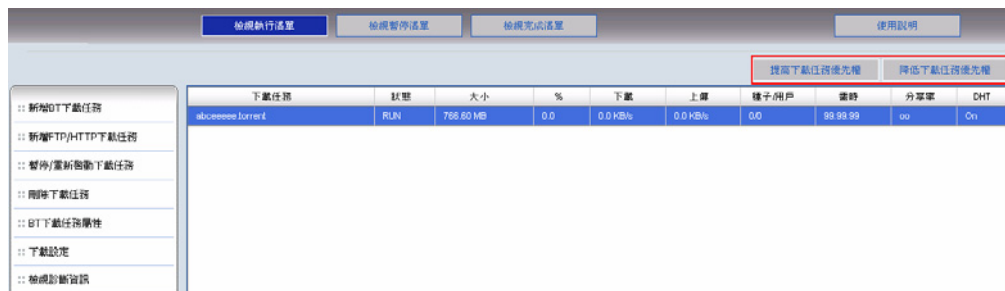 檢視執行清單 檢視暫停清單 檢視完成清單 使用說明
提高下載任務優先權 降低下載任務優先權
:: 新增BT下載任務
:: 新增FTP/HTTP下載任務
:: 暫停/重新啟動下載任務
:: 刪除下載任務
:: BT下載任務屬性
:: 下載設定
:: 檢視診斷資訊
下載任務 狀態 大小 % 下載 上傳 種子/用戶 需時 分享率 DHT
abceeeee.torrent RUN 766.60 MB 0.0 0.0 KB/s 0.0 KB/s 0/0 99:99:99 oo On